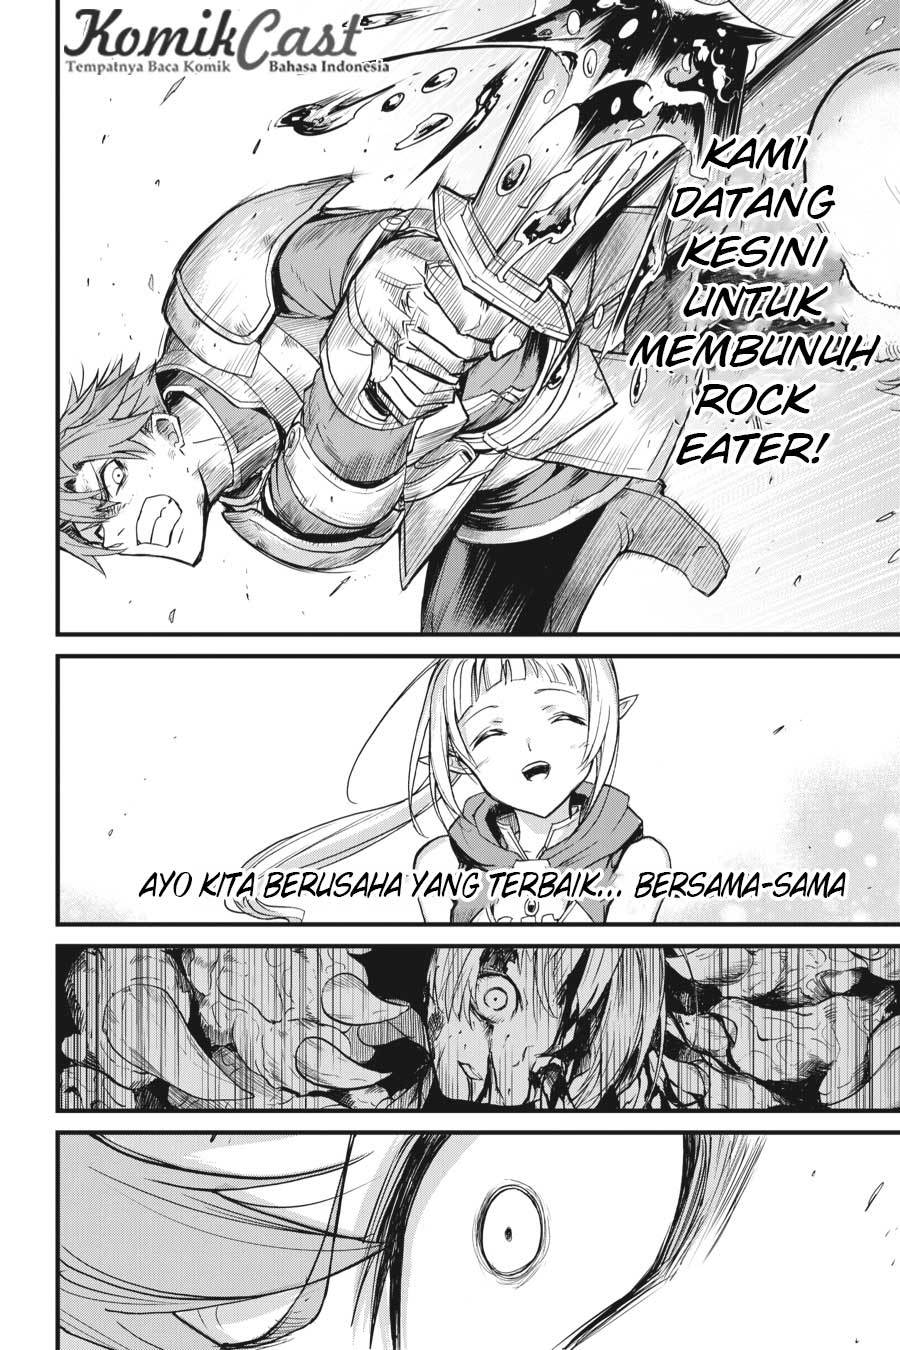 KomikCast
Tempatnya Baca Komik Bahasa Indonesia
KAMI
DATANG
KESINI
UNTUK
MEMBUNUH
ROCK
EATER!
AYO KITA BERUSAHA YANG TERBAIK... BERSAMA-SAMA